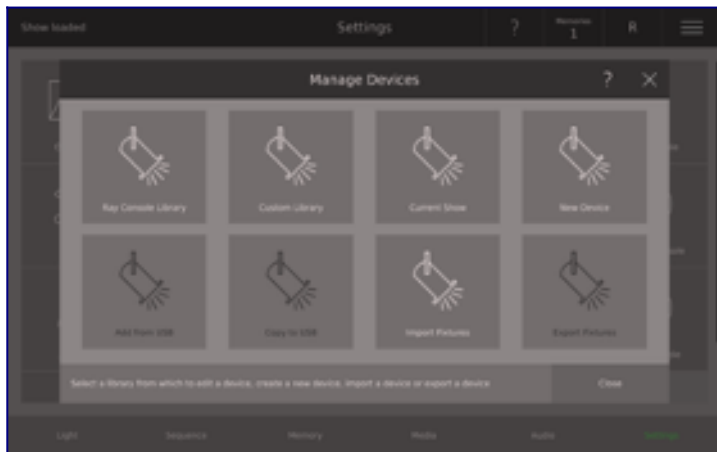 Show loaded
Settings
?
Memories
1
R
Manage Devices
?
Ray Console Library
Custom Library
Current Show
New Device
Add from USB
Copy to USB
Import Fixtures
Export Fixtures
Select a library from which to edit a device, create a new device, import a device or export a device
Close
Light
Sequence
Memory
Media
Audio
Settings